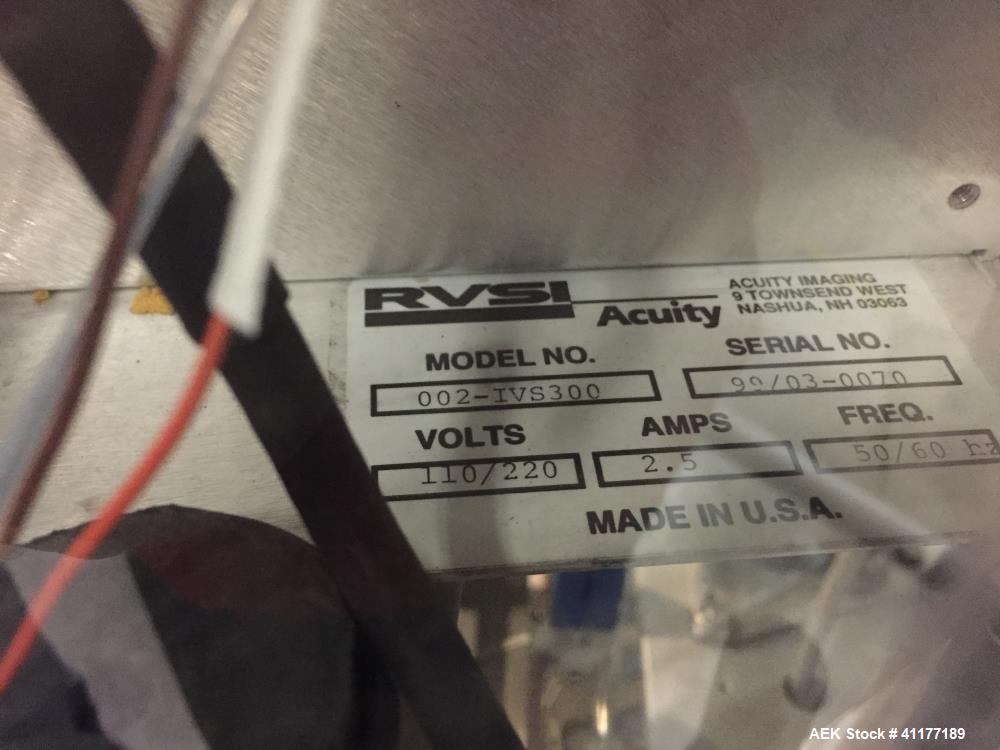 RVSI
Acuity
ACUITY IMAGING
9 TOWNSEND WEST
NASHUA, NH 03063
MODEL NO.
002-IVS300
SERIAL NO.
99/03-0070
VOLTS
110/220
AMPS
2.5
FREQ.
50/60 hz
MADE IN U.S.A.
AEK Stock #41177189